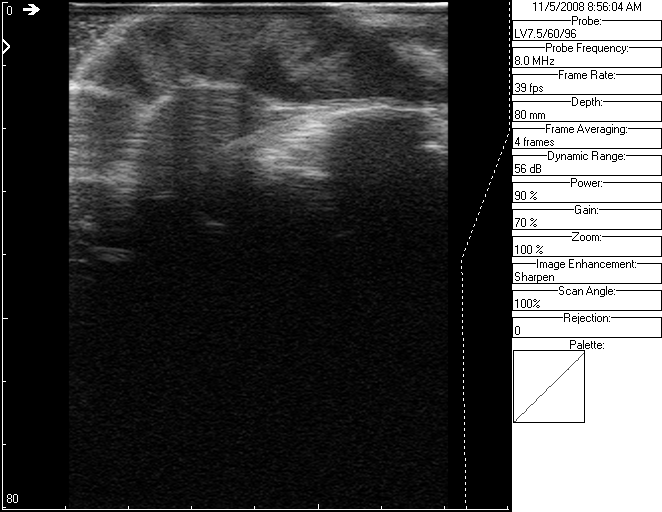 0
80
11/5/2008 8:56:04 AM
Probe:
LV7.5/60/96
Probe Frequency:
8.0 MHz
Frame Rate:
39 fps
Depth:
80 mm
Frame Averaging:
4 frames
Dynamic Range:
56 dB
Power:
90 %
Gain:
70 %
Zoom:
100 %
Image Enhancement:
Sharpen
Scan Angle:
100%
Rejection:
0
Palette: